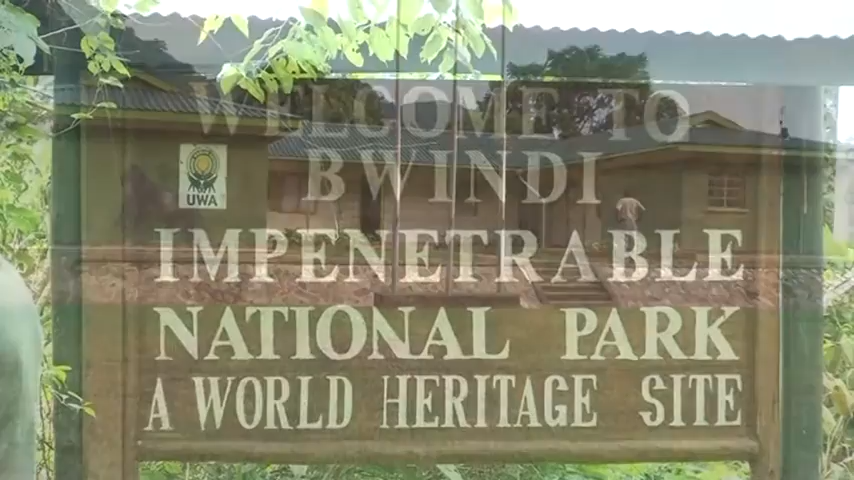 WELCOME TO
BWINDI
UWA
IMPENETRABLE
NATIONAL PARK
A WORLD HERITAGE SITE